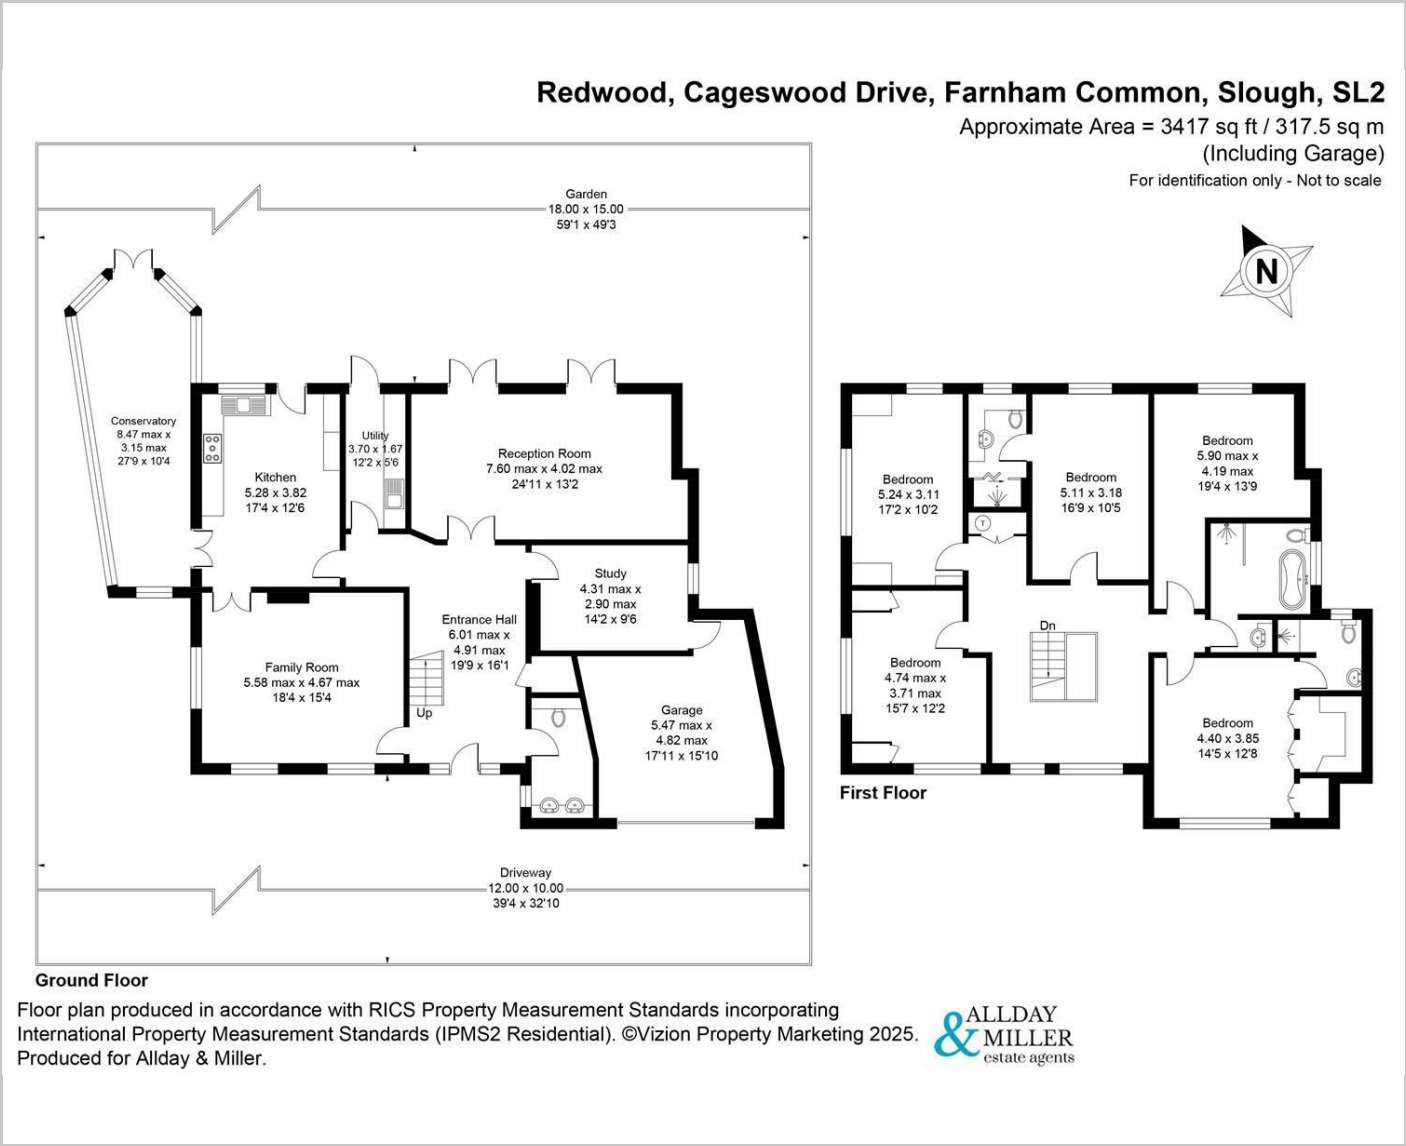 Redwood, Cageswood Drive, Farnham Common, Slough, SL2
Approximate Area = 3417 sq ft / 317.5 sq m
(Including Garage)
For identification only - Not to scale
N
Garden
18.00 x 15.00
59'1 x 49'3
Conservatory
8.47 max x
3.15 max
27'9 x 10'4
Kitchen
5.28 x 3.82
17'4 x 12'6
Utility
3.70 x 1.67
12'2 x 5'6
Reception Room
7.60 max x 4.02 max
24'11 x 13'2
Study
4.31 max x
2.90 max
14'2 x 9'6
Entrance Hall
6.01 max x
4.91 max
19'9 x 16'1
Family Room
5.58 max x 4.67 max
18'4 x 15'4
Up
Garage
5.47 max x
4.82 max
17'11 x 15'10
Driveway
12.00 x 10.00
39'4 x 32'10
Ground Floor
Bedroom
5.24 x 3.11
17'2 x 10'2
T
Bedroom
5.11 x 3.18
16'9 x 10'5
Bedroom
5.90 max x
4.19 max
19'4 x 13'9
Dn
Bedroom
4.74 max x
3.71 max
15'7 x 12'2
Bedroom
4.40 x 3.85
14'5 x 12'8
First Floor
Floor plan produced in accordance with RICS Property Measurement Standards incorporating
International Property Measurement Standards (IPMS2 Residential). ©Vizion Property Marketing 2025.
Produced for Allday & Miller.
ALLDAY
& MILLER
estate agents